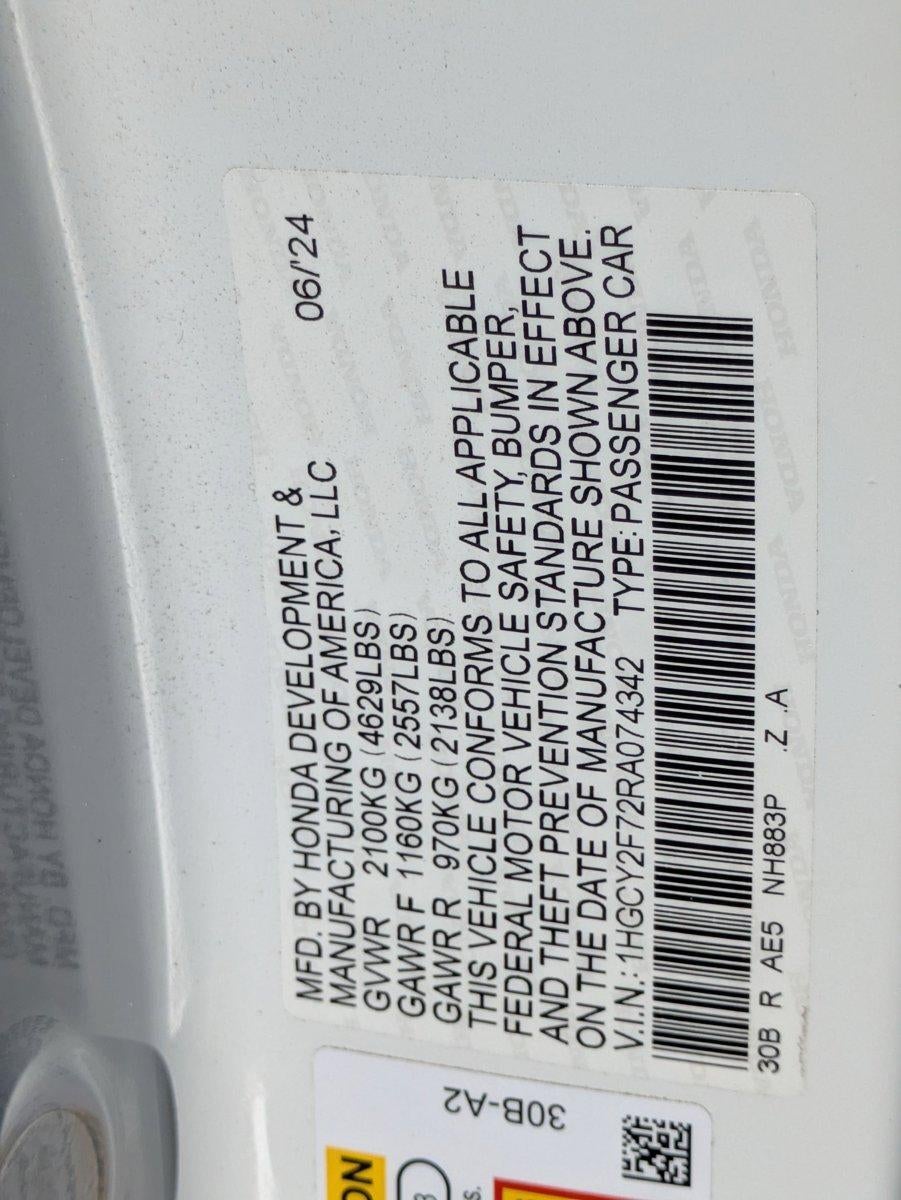 MFD. BY HONDA DEVELOPMENT &
MANUFACTURING OF AMERICA, LLC 06/'24
GVWR 2100KG (4629LBS)
GAWR F 1160KG (2557LBS)
GAWR R 970KG (2138LBS)
THIS VEHICLE CONFORMS TO ALL APPLICABLE
FEDERAL MOTOR VEHICLE SAFETY, BUMPER,
AND THEFT PREVENTION STANDARDS IN EFFECT
ON THE DATE OF MANUFACTURE SHOWN ABOVE.
V.I.N.: 1HGCY2F72RA074342 TYPE: PASSENGER CAR
30B R AE5 NH883P .Z .A
30B-A2